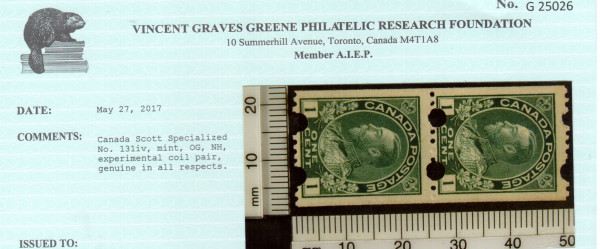 No. G 25026
VINCENT GRAVES GREENE PHILATELIC RESEARCH FOUNDATION
10 Summerhill Avenue, Toronto, Canada M4T1A8
Member A.I.E.P.
DATE: May 27, 2017
COMMENTS: Canada Scott Specialized
No. 131iv, mint, OG, NH,
experimental coil pair,
genuine in all respects.
ISSUED TO:
20
10
mm
CANADA POSTAGE
1 ONE CENT 1
CANADA POSTAGE
1 ONE CENT 1
mm 10 20 30 40 50